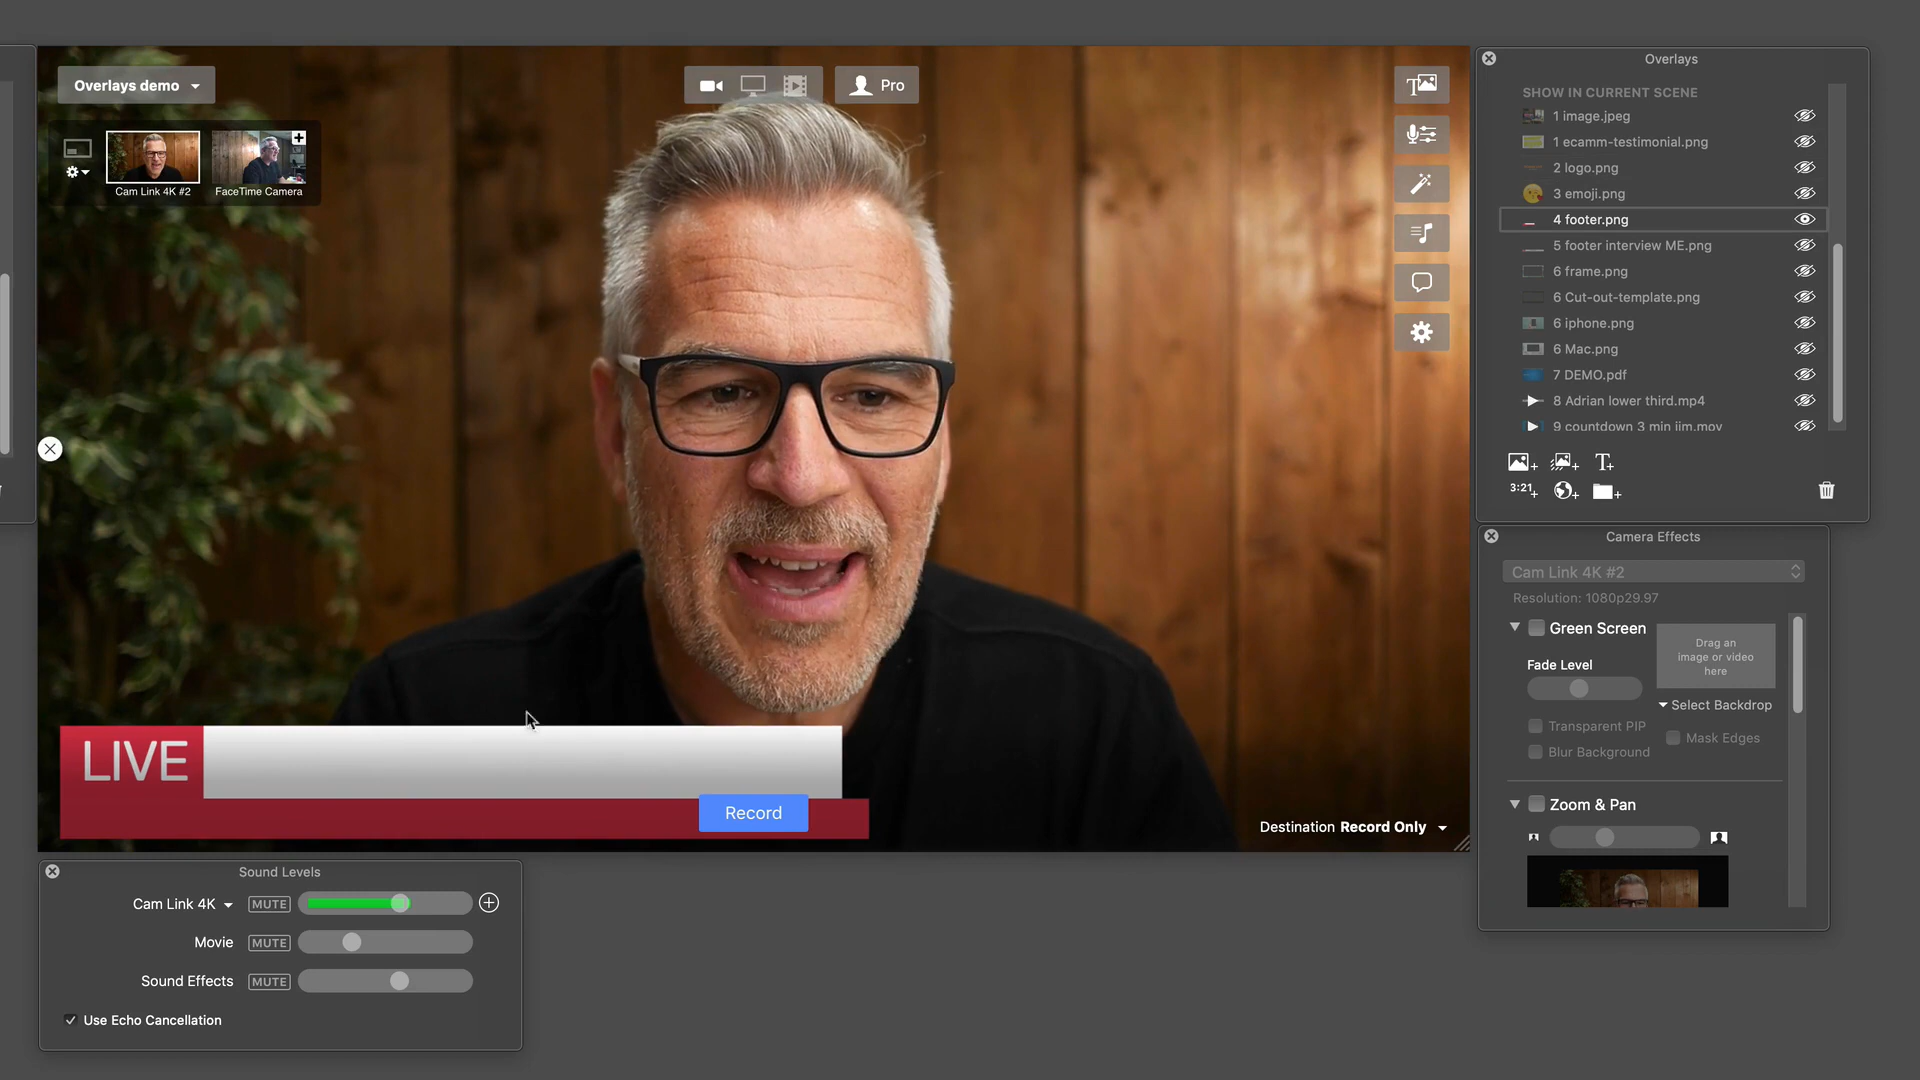 Overlays demo
Pro
Cam Link 4K #2
FaceTime Camera
LIVE
Record
Destination Record Only
Overlays
SHOW IN CURRENT SCENE
1 image.jpeg
1 ecamm-testimonial.png
2 logo.png
3 emoji.png
4 footer.png
5 footer interview ME.png
6 frame.png
6 Cut-out-template.png
6 iphone.png
6 Mac.png
7 DEMO.pdf
8 Adrian lower third.mp4
9 countdown 3 min jim.mov
T+
3:21+
Camera Effects
Cam Link 4K #2
Resolution: 1080p29.97
Green Screen
Drag an
image or video
here
Fade Level
Select Backdrop
Transparent PIP
Mask Edges
Blur Background
Zoom & Pan
Sound Levels
Cam Link 4K MUTE
Movie MUTE
Sound Effects MUTE
Use Echo Cancellation